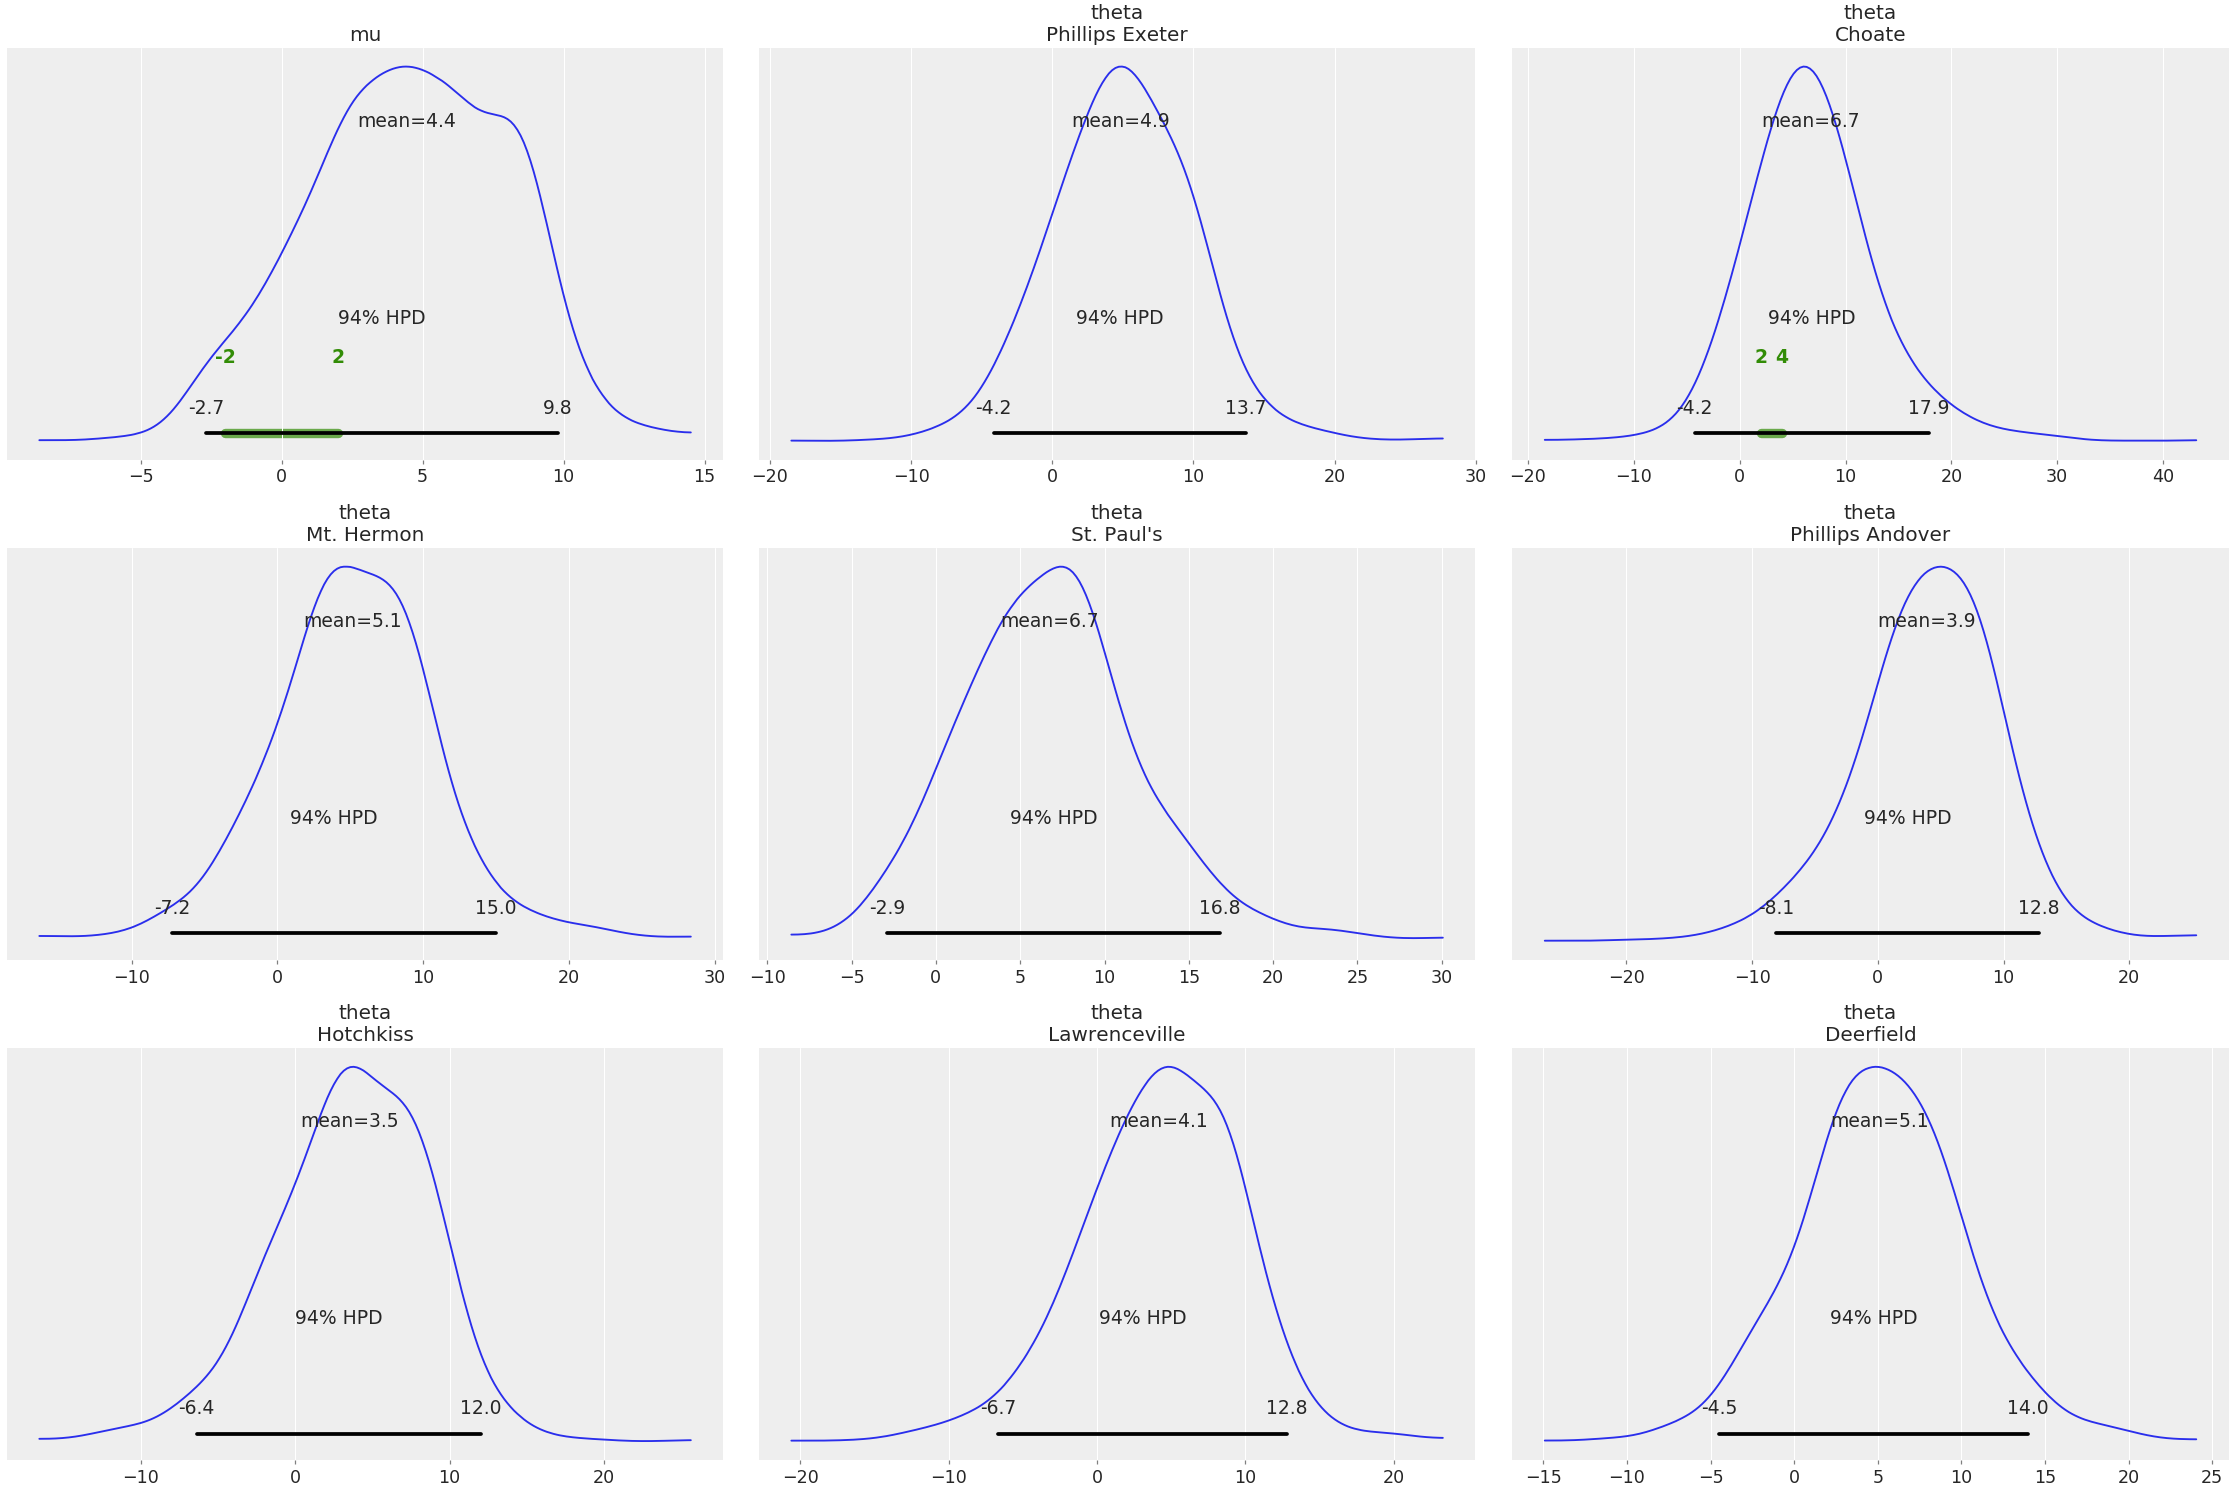 mu
mean=4.4
94% HPD
-2 2
-2.7 9.8
−5 0 5 10 15
theta
Phillips Exeter
mean=4.9
94% HPD
-4.2 13.7
−20 −10 0 10 20 30
theta
Choate
mean=6.7
94% HPD
2 4
-4.2 17.9
−20 −10 0 10 20 30 40
theta
Mt. Hermon
mean=5.1
94% HPD
-7.2 15.0
−10 0 10 20 30
theta
St. Paul's
mean=6.7
94% HPD
-2.9 16.8
−10 −5 0 5 10 15 20 25 30
theta
Phillips Andover
mean=3.9
94% HPD
-8.1 12.8
−20 −10 0 10 20
theta
Hotchkiss
mean=3.5
94% HPD
-6.4 12.0
−10 0 10 20
theta
Lawrenceville
mean=4.1
94% HPD
-6.7 12.8
−20 −10 0 10 20
theta
Deerfield
mean=5.1
94% HPD
-4.5 14.0
−15 −10 −5 0 5 10 15 20 25